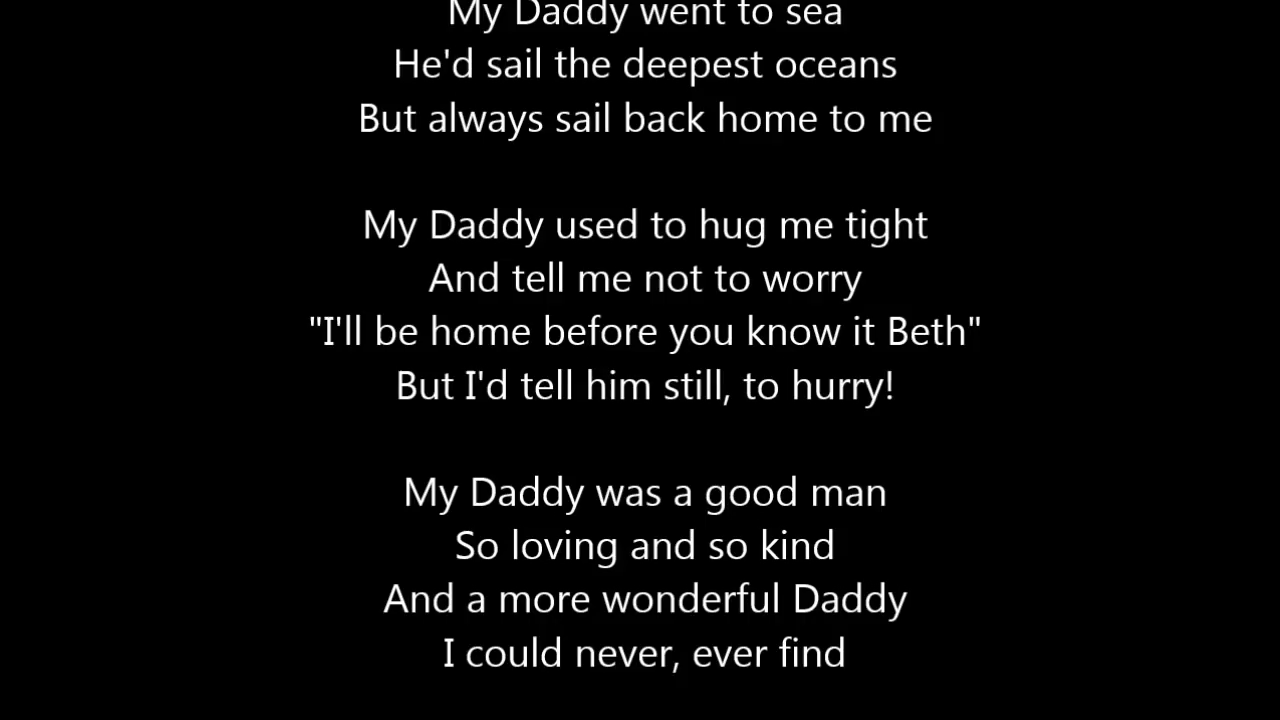 My Daddy went to sea
He'd sail the deepest oceans
But always sail back home to me
My Daddy used to hug me tight
And tell me not to worry
"I'll be home before you know it Beth"
But I'd tell him still, to hurry!
My Daddy was a good man
So loving and so kind
And a more wonderful Daddy
I could never, ever find